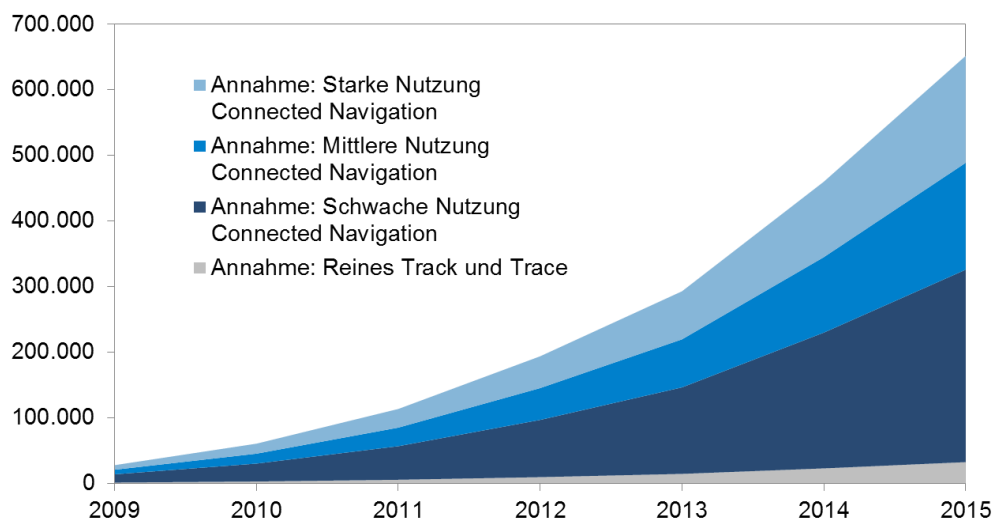 700.000
600.000
500.000
400.000
300.000
200.000
100.000
0
Annahme: Starke Nutzung
Connected Navigation
Annahme: Mittlere Nutzung
Connected Navigation
Annahme: Schwache Nutzung
Connected Navigation
Annahme: Reines Track und Trace
2009 2010 2011 2012 2013 2014 2015